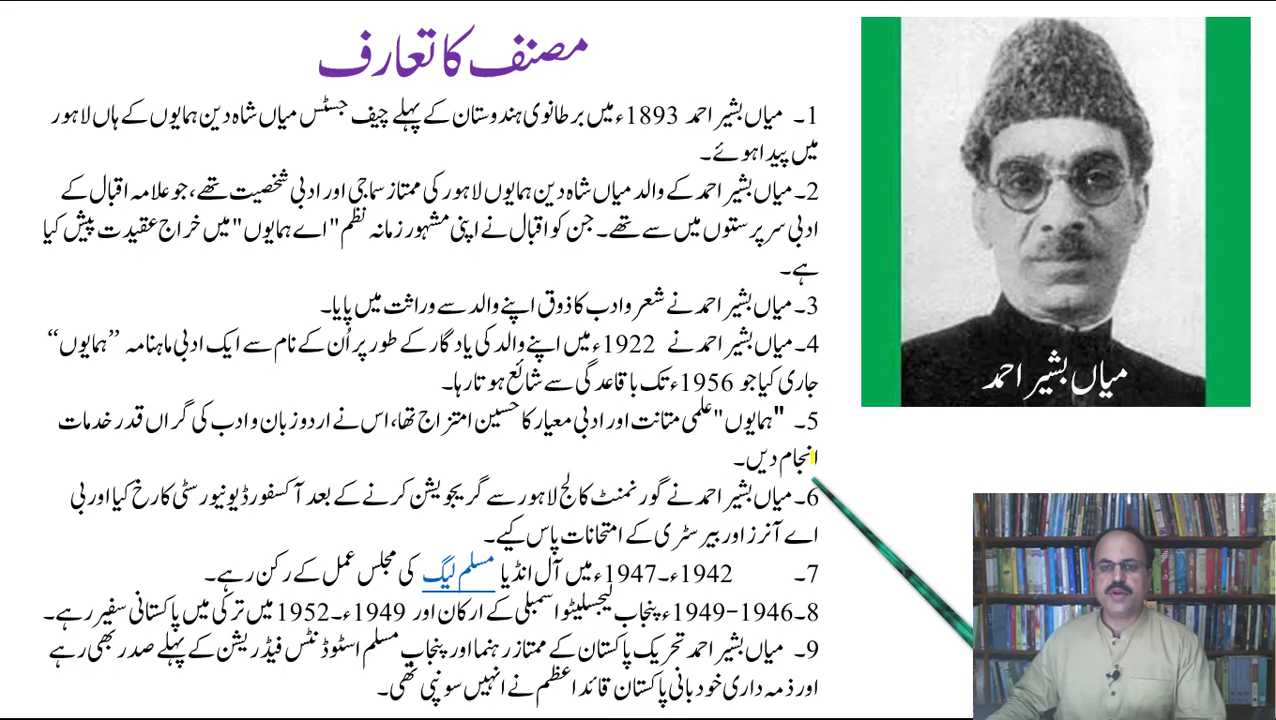 مصنف کا تعارف
1۔ میاں بشیر احمد 1893ء میں برطانوی ہندوستان کے پہلے چیف جسٹس میاں شاہ دین ہمایوں کے ہاں لاہور
میں پیدا ہوئے۔
2۔ میاں بشیر احمد کے والد میاں شاہ دین ہمایوں لاہور کی ممتاز سماجی اور ادبی شخصیت تھے، جو علامہ اقبال کے
ادبی سرپرستوں میں سے تھے۔ جن کو اقبال نے اپنی مشہور زمانہ نظم "اے ہمایوں" میں خراج عقیدت پیش کیا
ہے۔
3۔ میاں بشیر احمد نے شعر و ادب کا ذوق اپنے والد سے وراثت میں پایا۔
4۔ میاں بشیر احمد نے 1922ء میں اپنے والد کی یادگار کے طور پر اُن کے نام سے ایک ادبی ماہنامہ ”ہمایوں“
جاری کیا جو 1956ء تک باقاعدگی سے شائع ہوتا رہا۔
5۔ "ہمایوں" علمی متانت اور ادبی معیار کا حسین امتزاج تھا، اس نے اردو زبان و ادب کی گراں قدر خدمات
انجام دیں۔
6۔ میاں بشیر احمد نے گورنمنٹ کالج لاہور سے گریجویشن کرنے کے بعد آکسفورڈ یونیورسٹی کا رخ کیا اور بی
اے آنرز اور بیرسٹری کے امتحانات پاس کیے۔
7۔ 1942ء۔1947ء میں آل انڈیا مسلم لیگ کی مجلس عمل کے رکن رہے۔
8۔ 1946-1949ء پنجاب لیجسلیٹو اسمبلی کے ارکان اور 1949ء۔1952 میں ترکی میں پاکستانی سفیر رہے۔
9۔ میاں بشیر احمد تحریک پاکستان کے ممتاز رہنما اور پنجاب مسلم اسٹوڈنٹس فیڈریشن کے پہلے صدر بھی رہے
اور ذمہ داری خود بانی پاکستان قائداعظم نے انہیں سونپی تھی۔
میاں بشیر احمد